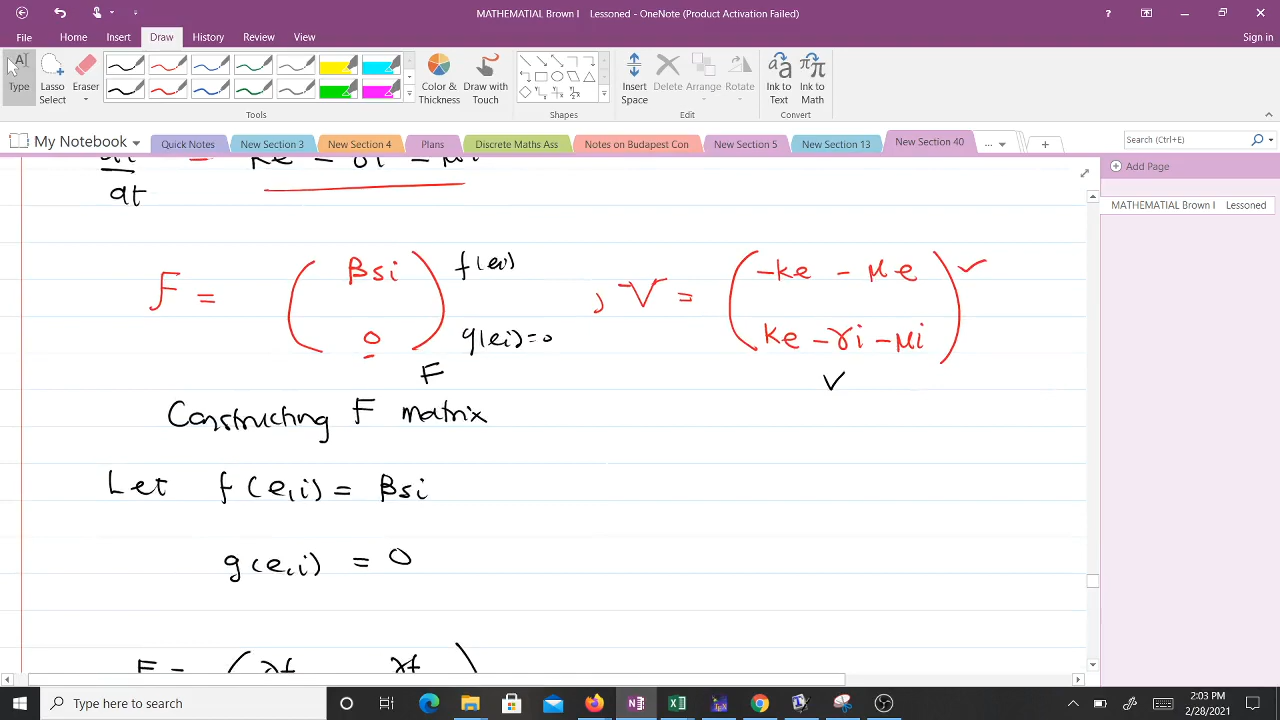 MATHEMATIAL Brown I Lessoned - OneNote (Product Activation Failed)
File Home Insert Draw History Review View Sign in
Type Lasso Select Eraser Color & Thickness Draw with Touch Insert Space Delete Arrange Rotate Ink to Text Ink to Math
Tools Shapes Edit Convert
My Notebook Quick Notes New Section 3 New Section 4 Plans Discrete Maths Ass Notes on Budapest Con New Section 5 New Section 13 New Section 40 ... Search (Ctrl+E)
Add Page
MATHEMATIAL Brown I Lessoned
= ke - γi - μi
dt
F = ( βsi ) f(ei) , V = ( -ke - μe ) ✓
0 g(ei)=0 ke - γi - μi
F V
Constructing F matrix
Let f(e,i) = βsi
g(e,i) = 0
F = ( ∂f ∂f )
Type here to search
2:03 PM
2/28/2021